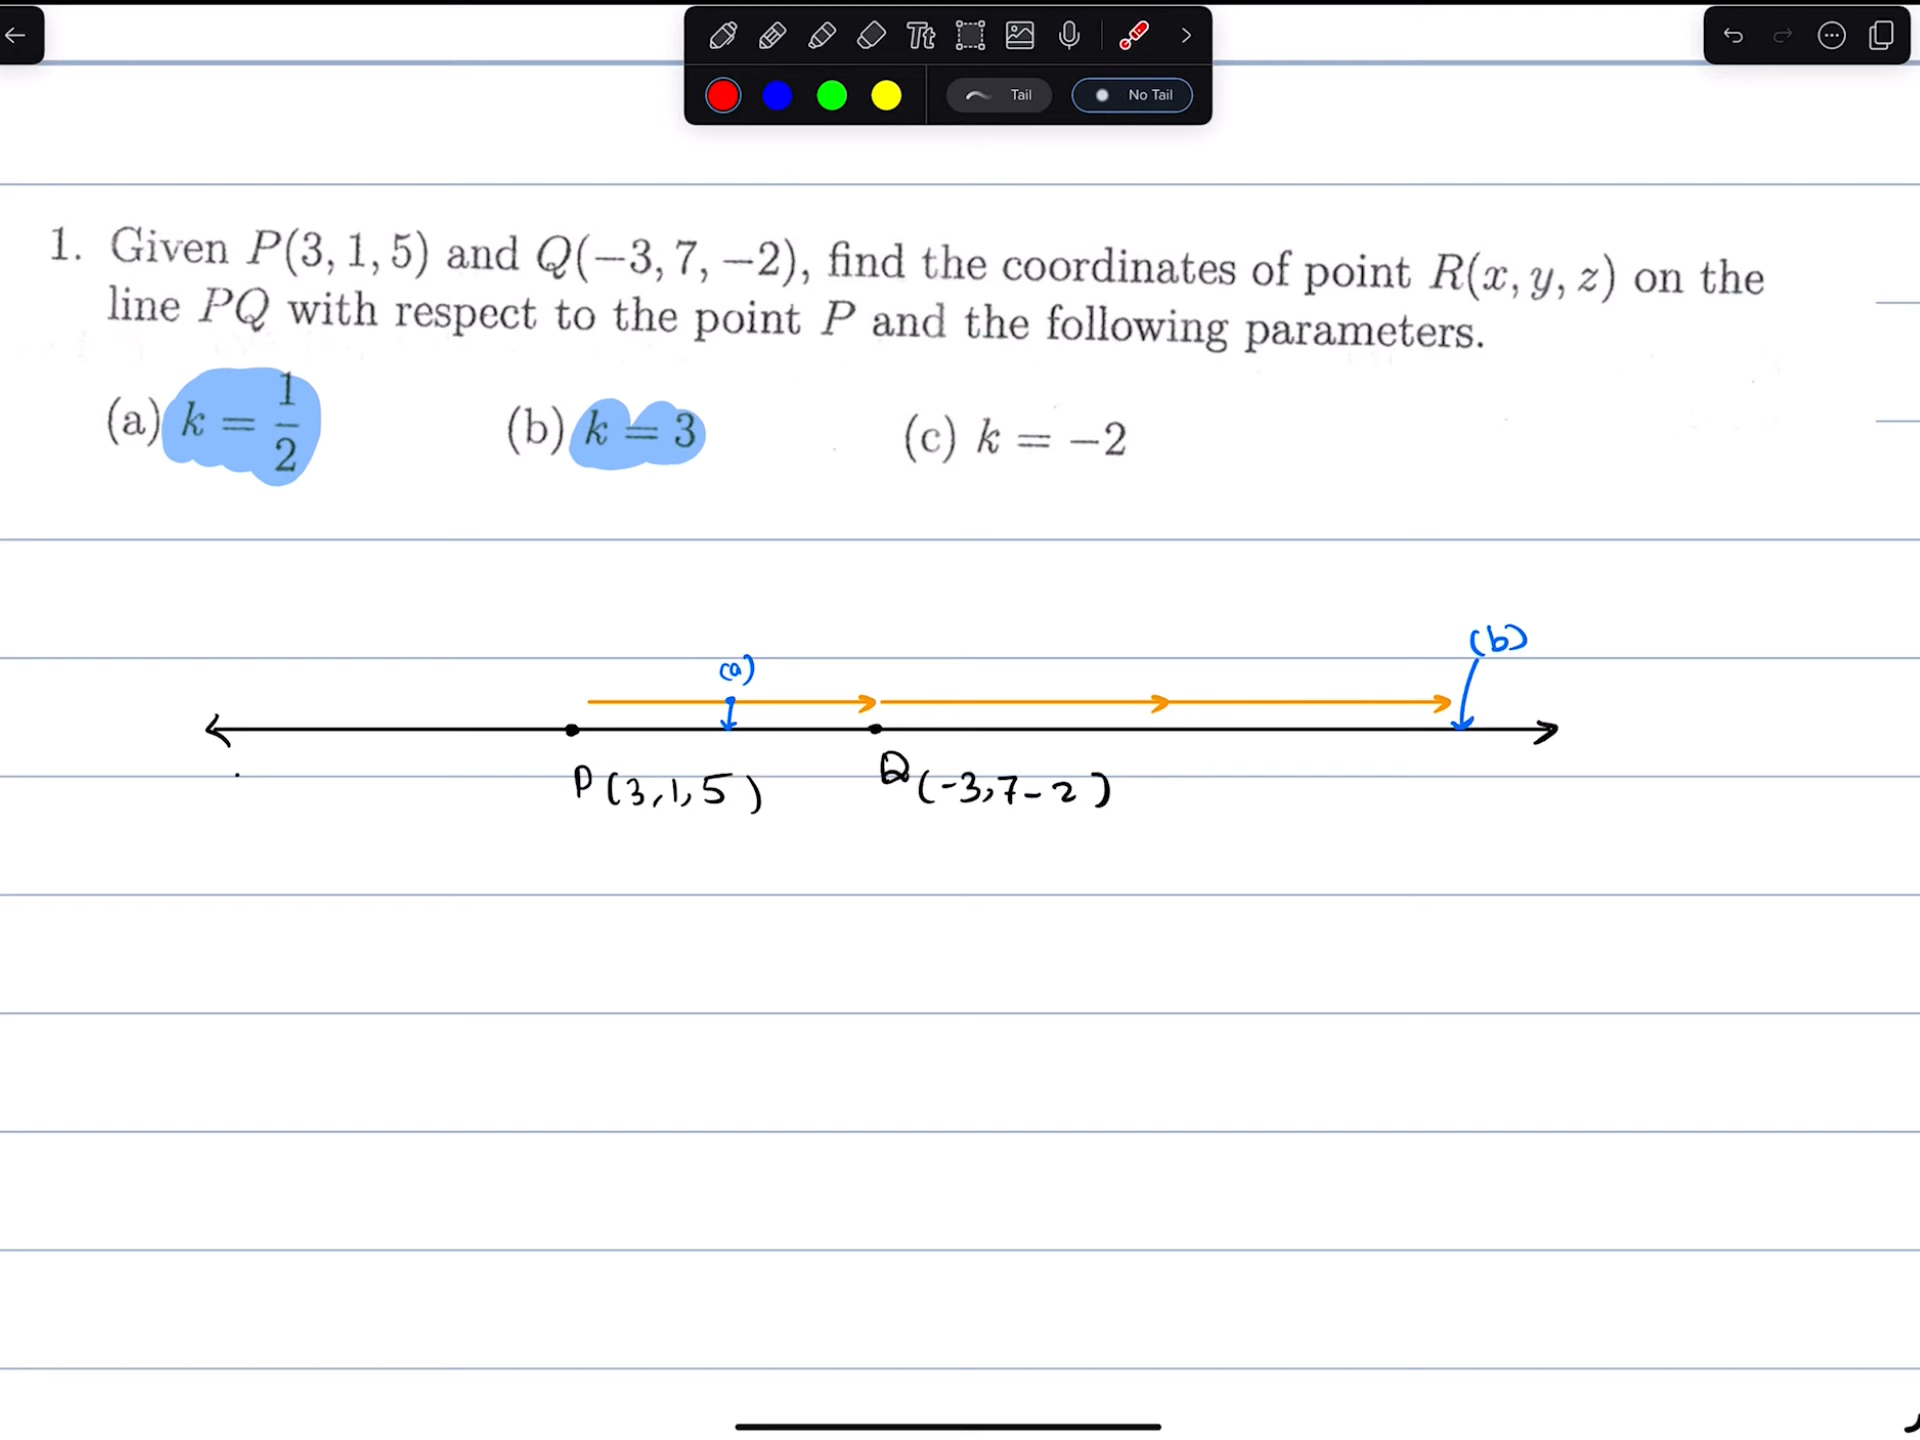 Tt
Tail
No Tail
1. Given P(3, 1, 5) and Q(−3, 7, −2), find the coordinates of point R(x, y, z) on the
line PQ with respect to the point P and the following parameters.
(a) k = 1/2 (b) k = 3 (c) k = −2
(b)
(a)
P(3,1,5) Q(-3,7-2)